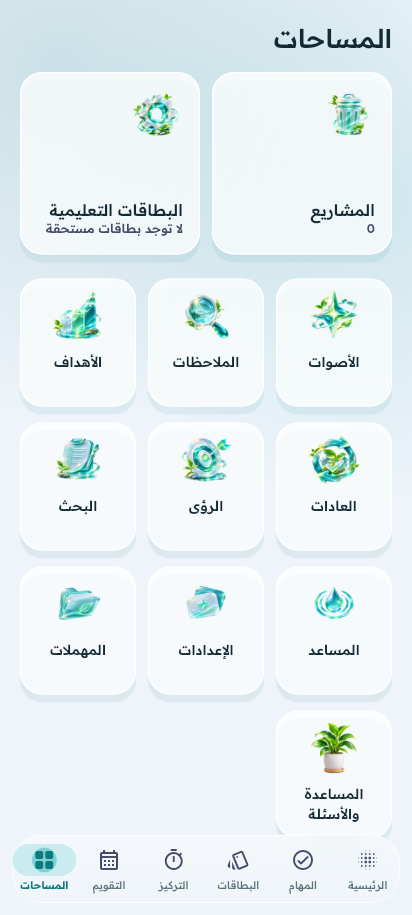 المساحات
المشاريع
0
البطاقات التعليمية
لا توجد بطاقات مستحقة
الأصوات
الملاحظات
الأهداف
العادات
الرؤى
البحث
المساعد
الإعدادات
المهملات
المساعدة
والأسئلة
الرئيسية
المهام
البطاقات
التركيز
التقويم
المساحات